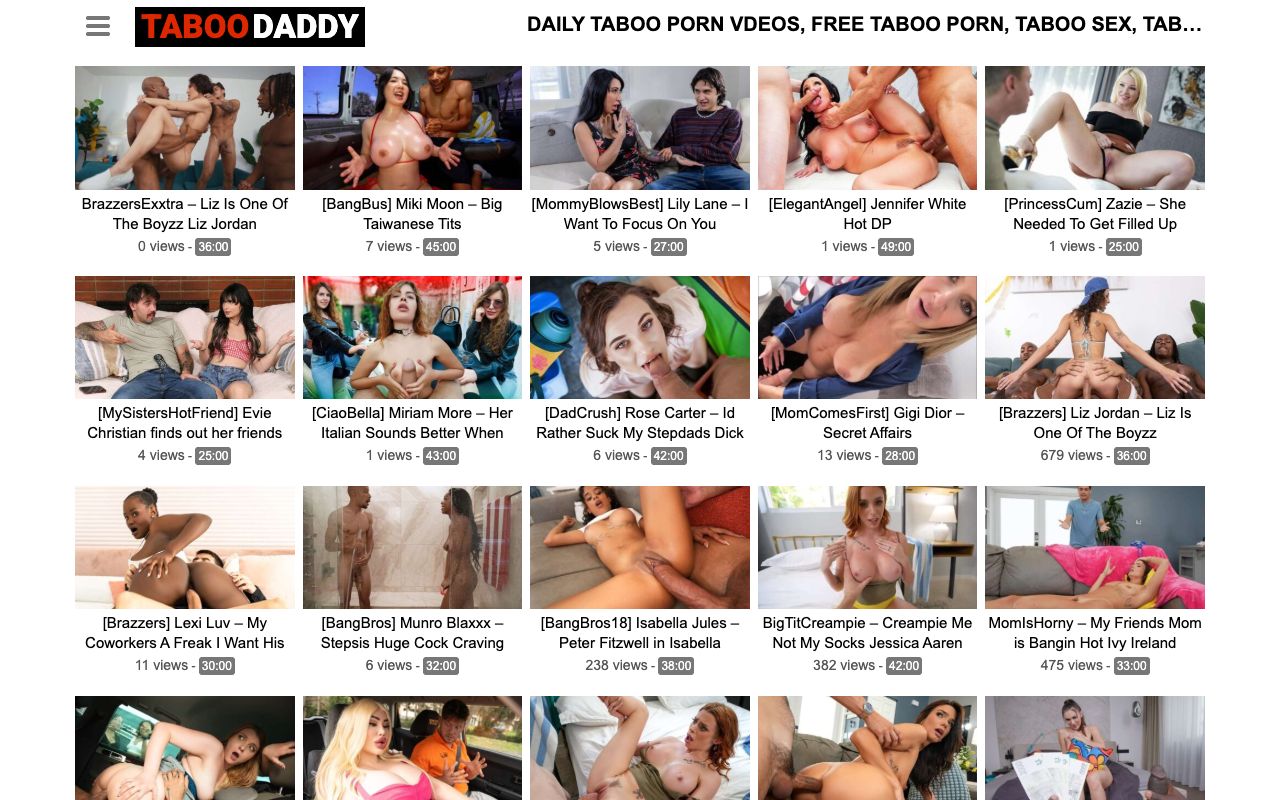 TABOO DADDY
DAILY TABOO PORN VDEOS, FREE TABOO PORN, TABOO SEX, TAB…
BrazzersExxtra – Liz Is One Of
The Boyzz Liz Jordan
0 views - 36:00
[BangBus] Miki Moon – Big
Taiwanese Tits
7 views - 45:00
[MommyBlowsBest] Lily Lane – I
Want To Focus On You
5 views - 27:00
[ElegantAngel] Jennifer White
Hot DP
1 views - 49:00
[PrincessCum] Zazie – She
Needed To Get Filled Up
1 views - 25:00
[MySistersHotFriend] Evie
Christian finds out her friends
4 views - 25:00
[CiaoBella] Miriam More – Her
Italian Sounds Better When
1 views - 43:00
[DadCrush] Rose Carter – Id
Rather Suck My Stepdads Dick
6 views - 42:00
[MomComesFirst] Gigi Dior –
Secret Affairs
13 views - 28:00
[Brazzers] Liz Jordan – Liz Is
One Of The Boyzz
679 views - 36:00
[Brazzers] Lexi Luv – My
Coworkers A Freak I Want His
11 views - 30:00
[BangBros] Munro Blaxxx –
Stepsis Huge Cock Craving
6 views - 32:00
[BangBros18] Isabella Jules –
Peter Fitzwell in Isabella
238 views - 38:00
BigTitCreampie – Creampie Me
Not My Socks Jessica Aaren
382 views - 42:00
MomIsHorny – My Friends Mom
is Bangin Hot Ivy Ireland
475 views - 33:00